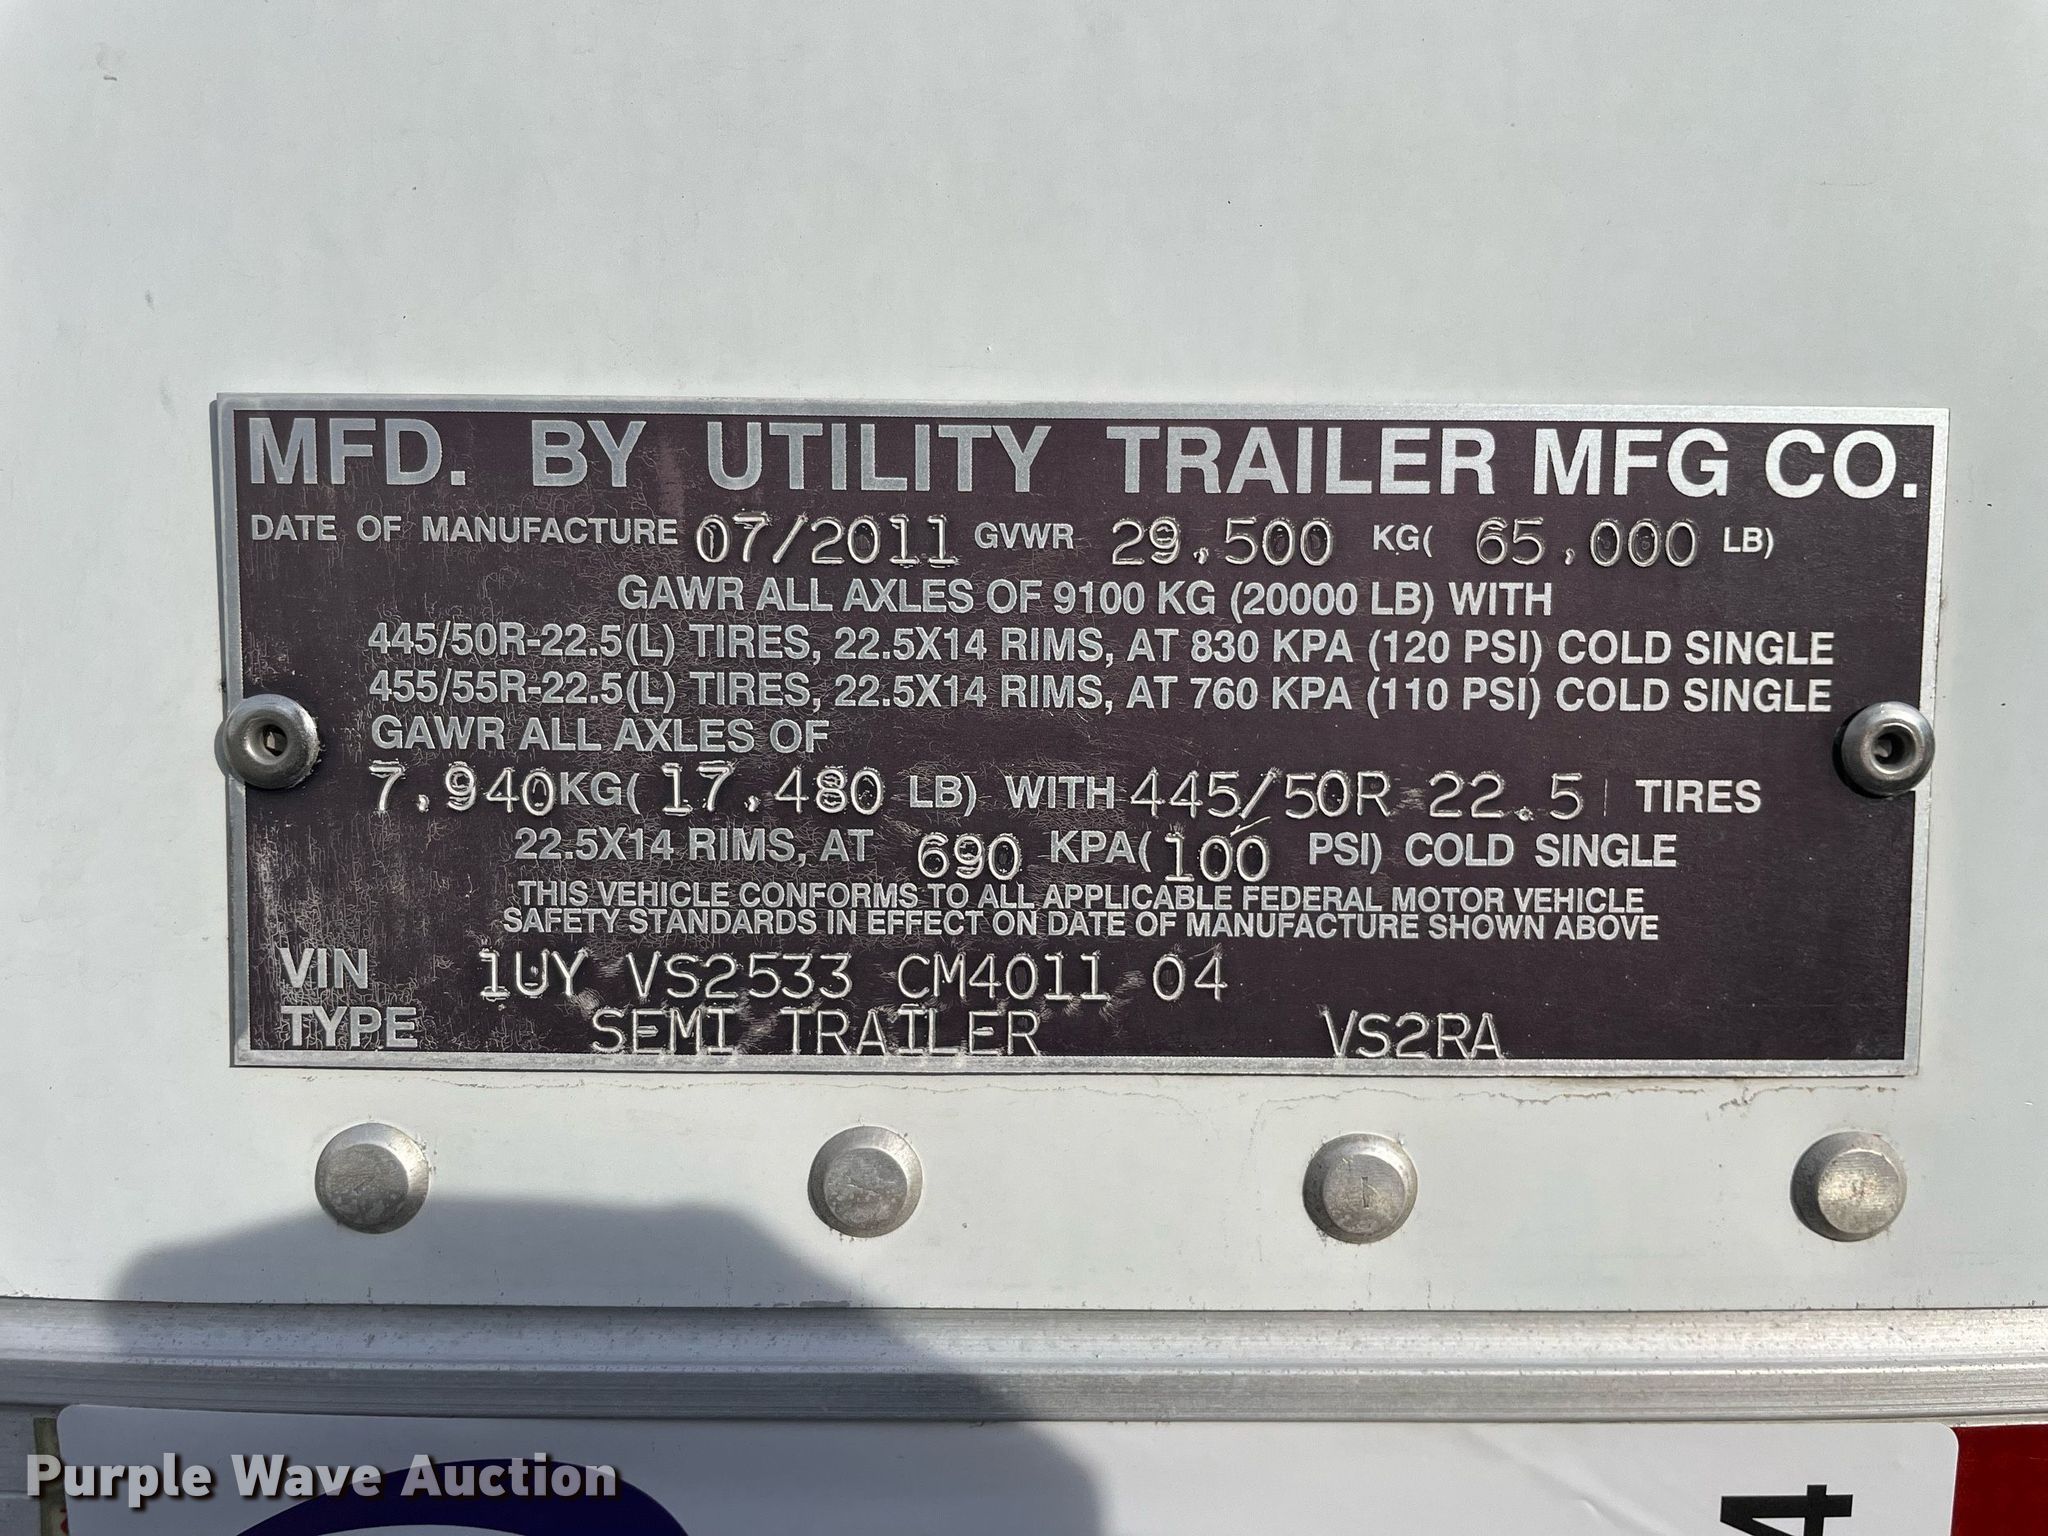 MFD. BY UTILITY TRAILER MFG CO.
DATE OF MANUFACTURE 07/2011 GVWR 29,500 KG( 65,000 LB)
GAWR ALL AXLES OF 9100 KG (20000 LB) WITH
445/50R-22.5(L) TIRES, 22.5X14 RIMS, AT 830 KPA (120 PSI) COLD SINGLE
455/55R-22.5(L) TIRES, 22.5X14 RIMS, AT 760 KPA (110 PSI) COLD SINGLE
GAWR ALL AXLES OF
7,940KG( 17,480 LB) WITH 445/50R 22.5 TIRES
22.5X14 RIMS, AT 690 KPA( 100 PSI) COLD SINGLE
THIS VEHICLE CONFORMS TO ALL APPLICABLE FEDERAL MOTOR VEHICLE
SAFETY STANDARDS IN EFFECT ON DATE OF MANUFACTURE SHOWN ABOVE
VIN 1UY VS2533 CM4011 04
TYPE SEMI TRAILER VS2RA
Purple Wave Auction
4